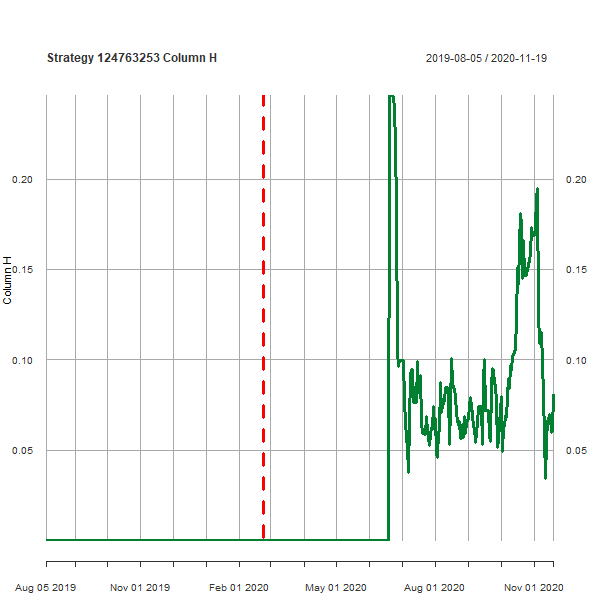 Strategy 124763253 Column H
2019-08-05 / 2020-11-19
Column H
0.20
0.20
0.15
0.15
0.10
0.10
0.05
0.05
Aug 05 2019
Nov 01 2019
Feb 01 2020
May 01 2020
Aug 01 2020
Nov 01 2020